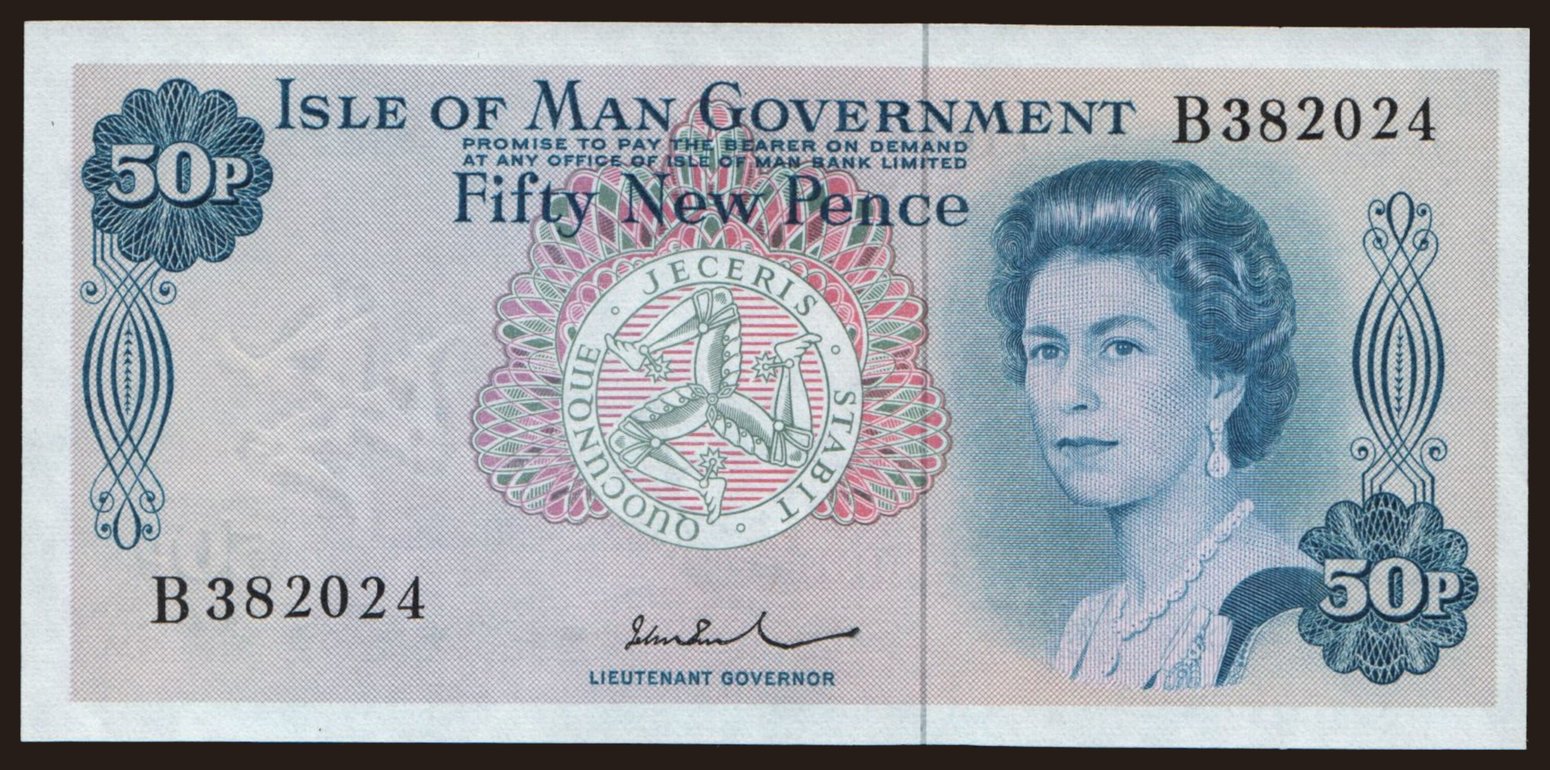 ISLE OF MAN GOVERNMENT
B382024
50P
PROMISE TO PAY THE BEARER ON DEMAND
AT ANY OFFICE OF ISLE OF MAN BANK LIMITED
Fifty New Pence
QUOCUNQUE JECERIS STABIT
50P
B382024
LIEUTENANT GOVERNOR